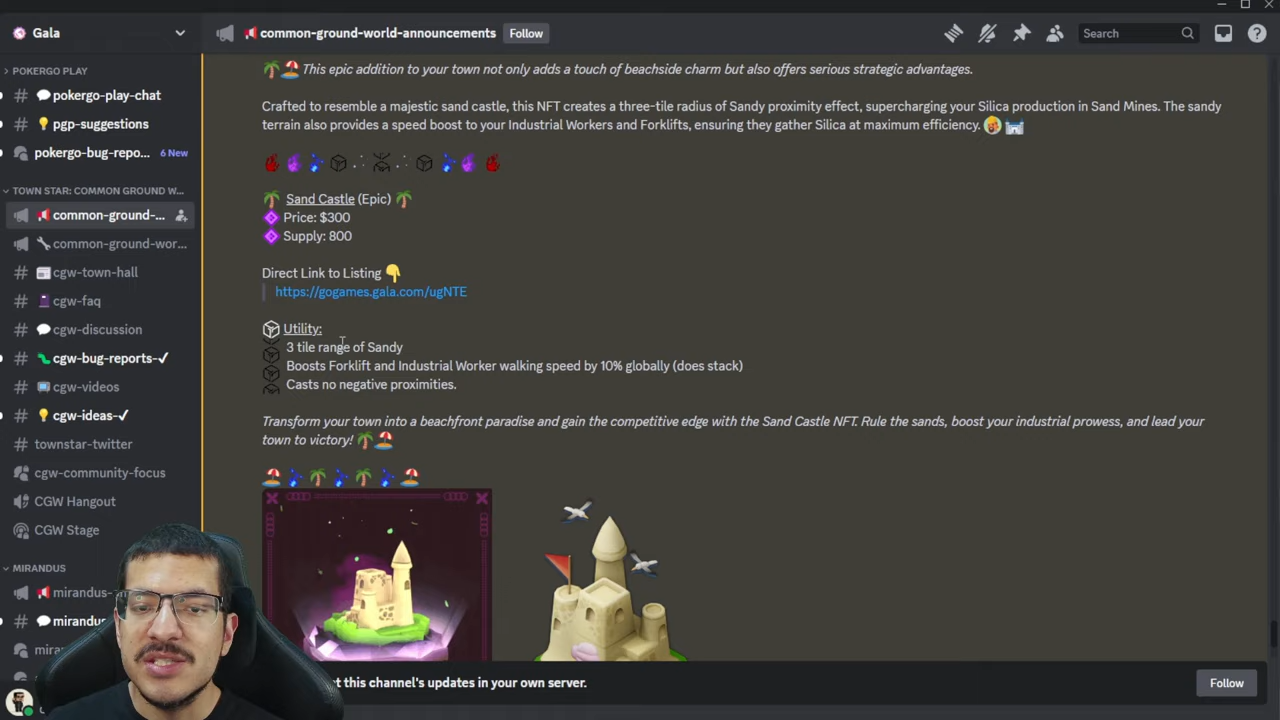 Gala
common-ground-world-announcements
Follow
Search
POKERGO PLAY
pokergo-play-chat
pgp-suggestions
pokergo-bug-repo...
6 New
TOWN STAR: COMMON GROUND W...
common-ground-...
common-ground-wor...
cgw-town-hall
cgw-faq
cgw-discussion
cgw-bug-reports-✓
cgw-videos
cgw-ideas-✓
townstar-twitter
cgw-community-focus
CGW Hangout
CGW Stage
MIRANDUS
mirandus-
mirandus
This epic addition to your town not only adds a touch of beachside charm but also offers serious strategic advantages.
Crafted to resemble a majestic sand castle, this NFT creates a three-tile radius of Sandy proximity effect, supercharging your Silica production in Sand Mines. The sandy
terrain also provides a speed boost to your Industrial Workers and Forklifts, ensuring they gather Silica at maximum efficiency.
Sand Castle (Epic)
Price: $300
Supply: 800
Direct Link to Listing
https://gogames.gala.com/ugNTE
Utility:
3 tile range of Sandy
Boosts Forklift and Industrial Worker walking speed by 10% globally (does stack)
Casts no negative proximities.
Transform your town into a beachfront paradise and gain the competitive edge with the Sand Castle NFT. Rule the sands, boost your industrial prowess, and lead your
town to victory!
t this channel's updates in your own server.
Follow